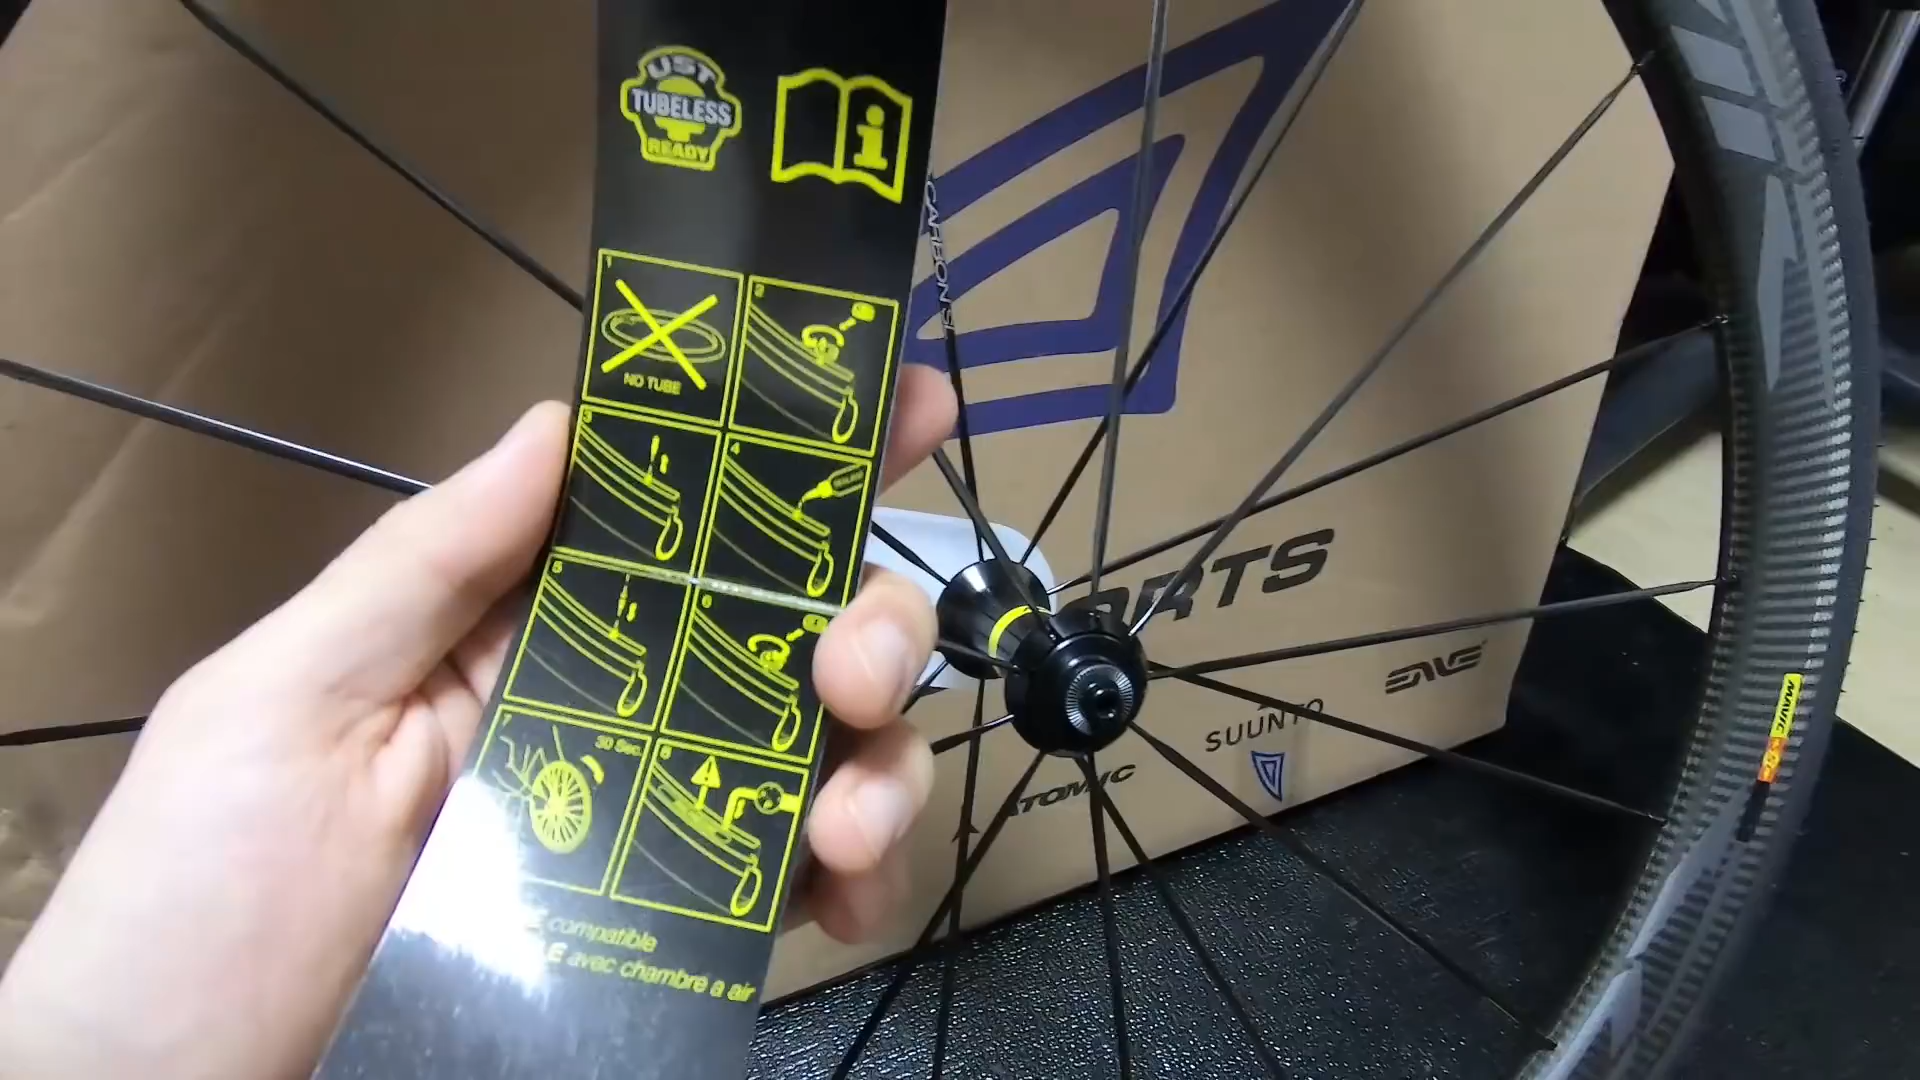 UST
TUBELESS
READY
i
1
NO TUBE
2
3
4
5
6
7
30 Sec.
8
compatible
E avec chambre a air
CARBON SL
ORTS
ENVE
SUUNTO
ATOMIC
MAVIC